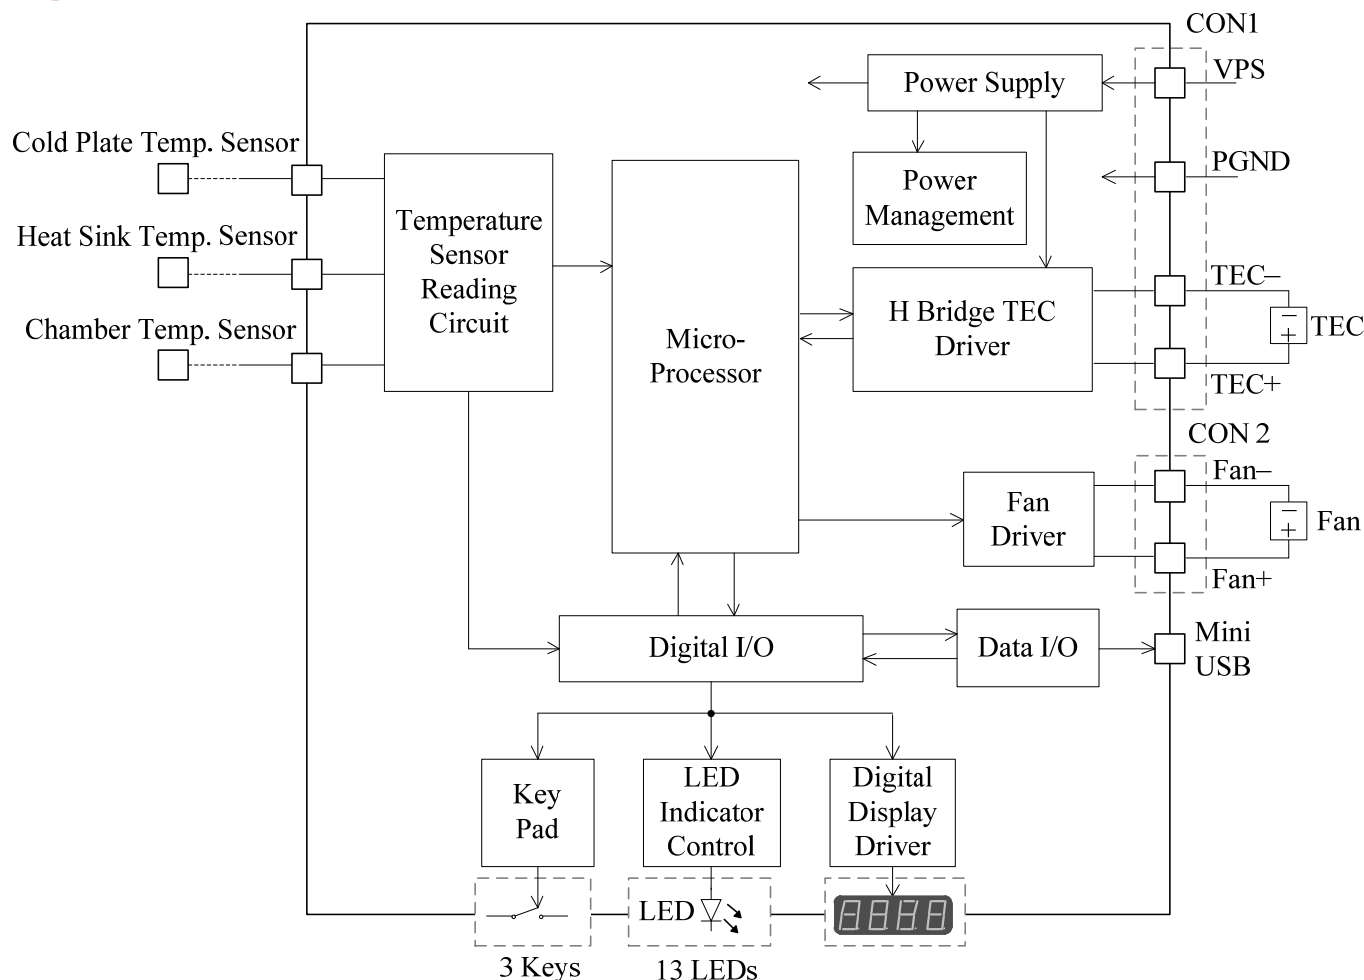 CON1
Power Supply
VPS
Cold Plate Temp. Sensor
PGND
Power
Management
Temperature
Sensor
Reading
Circuit
Heat Sink Temp. Sensor
TEC–
H Bridge TEC
Driver
– 
+
TEC
Chamber Temp. Sensor
Micro-
Processor
TEC+
CON 2
Fan–
Fan
Driver
–
+
Fan
Fan+
Digital I/O
Data I/O
Mini
USB
Key
Pad
LED
Indicator
Control
Digital
Display
Driver
LED
8888
3 Keys
13 LEDs